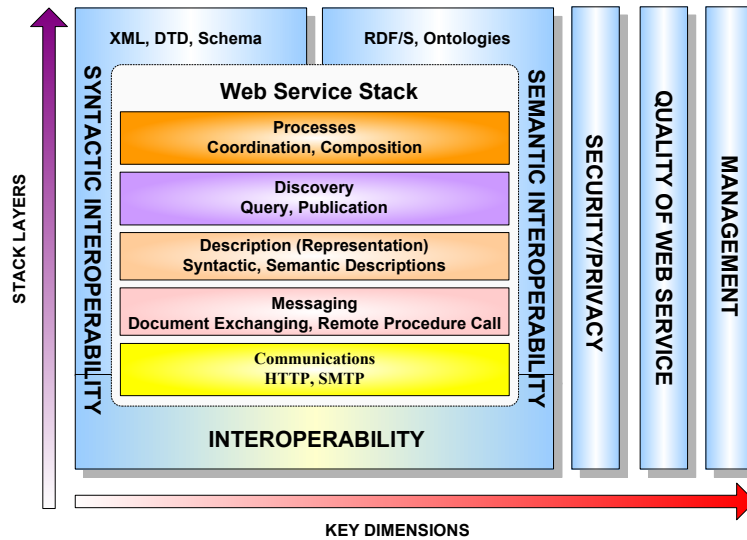 XML, DTD, Schema
RDF/S, Ontologies
SYNTACTIC INTEROPERABILITY
Web Service Stack
Processes
Coordination, Composition
Discovery
Query, Publication
Description (Representation)
Syntactic, Semantic Descriptions
Messaging
Document Exchanging, Remote Procedure Call
Communications
HTTP, SMTP
SEMANTIC INTEROPERABILITY
INTEROPERABILITY
SECURITY/PRIVACY
QUALITY OF WEB SERVICE
MANAGEMENT
STACK LAYERS
KEY DIMENSIONS